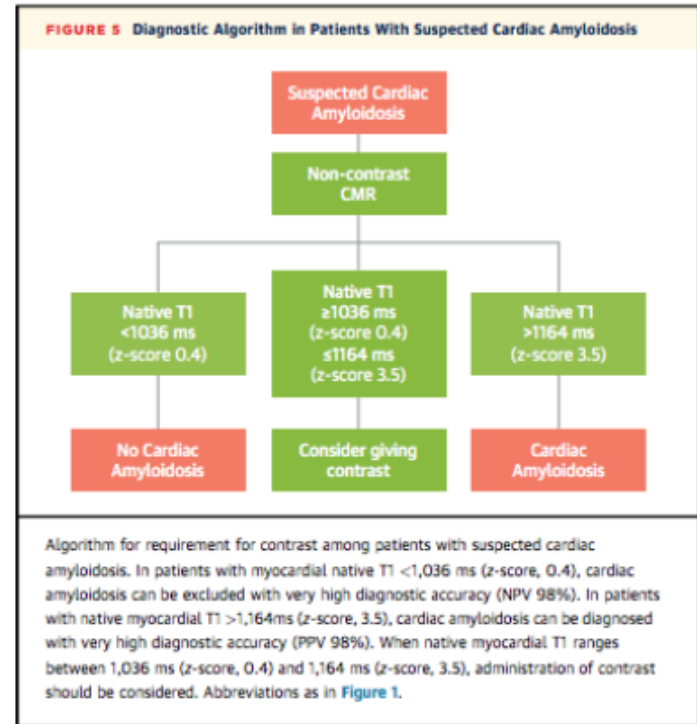 FIGURE 5 Diagnostic Algorithm in Patients With Suspected Cardiac Amyloidosis
Suspected Cardiac
Amyloidosis
Non-contrast
CMR
Native T1
<1036 ms
(z-score 0.4)
Native T1
≥1036 ms
(z-score 0.4)
≤1164 ms
(z-score 3.5)
Native T1
>1164 ms
(z-score 3.5)
No Cardiac
Amyloidosis
Consider giving
contrast
Cardiac
Amyloidosis
Algorithm for requirement for contrast among patients with suspected cardiac
amyloidosis. In patients with myocardial native T1 <1,036 ms (z-score, 0.4), cardiac
amyloidosis can be excluded with very high diagnostic accuracy (NPV 98%). In patients
with native myocardial T1 >1,164ms (z-score, 3.5), cardiac amyloidosis can be diagnosed
with very high diagnostic accuracy (PPV 98%). When native myocardial T1 ranges
between 1,036 ms (z-score, 0.4) and 1,164 ms (z-score, 3.5), administration of contrast
should be considered. Abbreviations as in Figure 1.